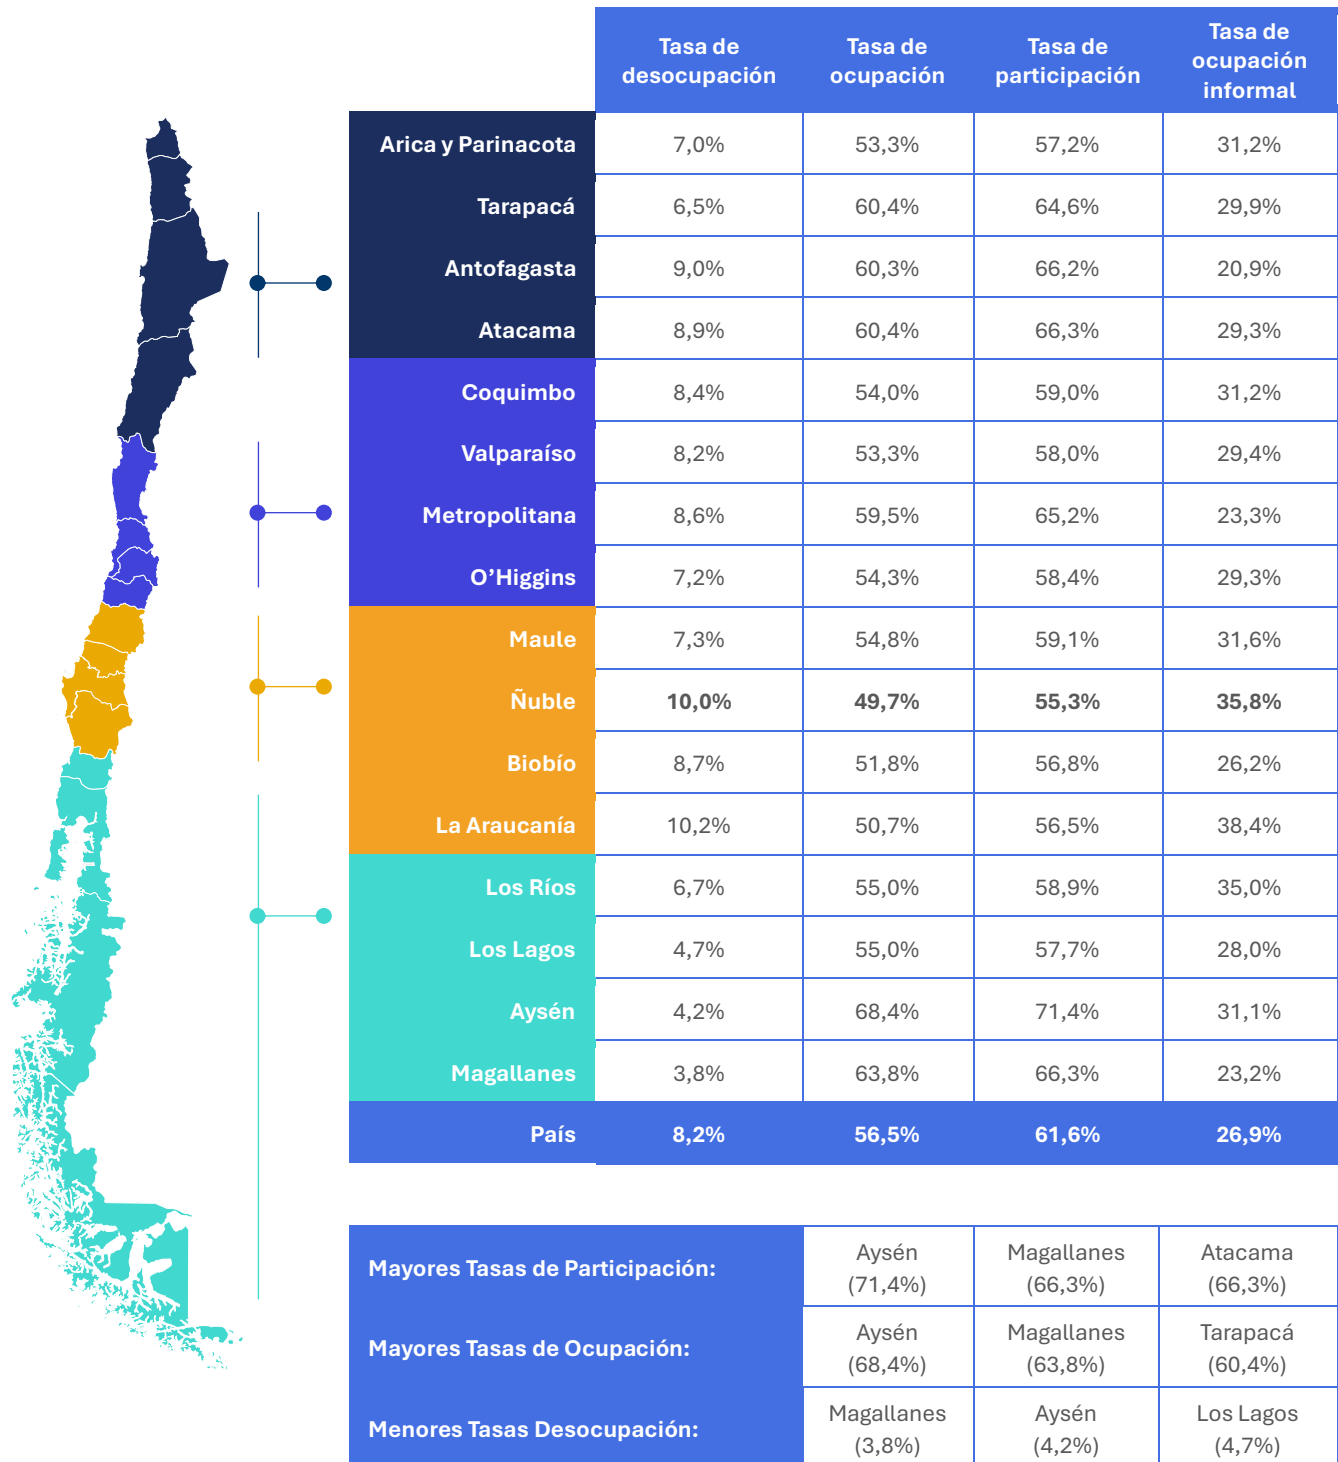 Tasa de desocupación Tasa de ocupación Tasa de participación Tasa de ocupación informal
Arica y Parinacota 7,0% 53,3% 57,2% 31,2%
Tarapacá 6,5% 60,4% 64,6% 29,9%
Antofagasta 9,0% 60,3% 66,2% 20,9%
Atacama 8,9% 60,4% 66,3% 29,3%
Coquimbo 8,4% 54,0% 59,0% 31,2%
Valparaíso 8,2% 53,3% 58,0% 29,4%
Metropolitana 8,6% 59,5% 65,2% 23,3%
O’Higgins 7,2% 54,3% 58,4% 29,3%
Maule 7,3% 54,8% 59,1% 31,6%
Ñuble 10,0% 49,7% 55,3% 35,8%
Biobío 8,7% 51,8% 56,8% 26,2%
La Araucanía 10,2% 50,7% 56,5% 38,4%
Los Ríos 6,7% 55,0% 58,9% 35,0%
Los Lagos 4,7% 55,0% 57,7% 28,0%
Aysén 4,2% 68,4% 71,4% 31,1%
Magallanes 3,8% 63,8% 66,3% 23,2%
País 8,2% 56,5% 61,6% 26,9%
Mayores Tasas de Participación: Aysén (71,4%) Magallanes (66,3%) Atacama (66,3%)
Mayores Tasas de Ocupación: Aysén (68,4%) Magallanes (63,8%) Tarapacá (60,4%)
Menores Tasas Desocupación: Magallanes (3,8%) Aysén (4,2%) Los Lagos (4,7%)